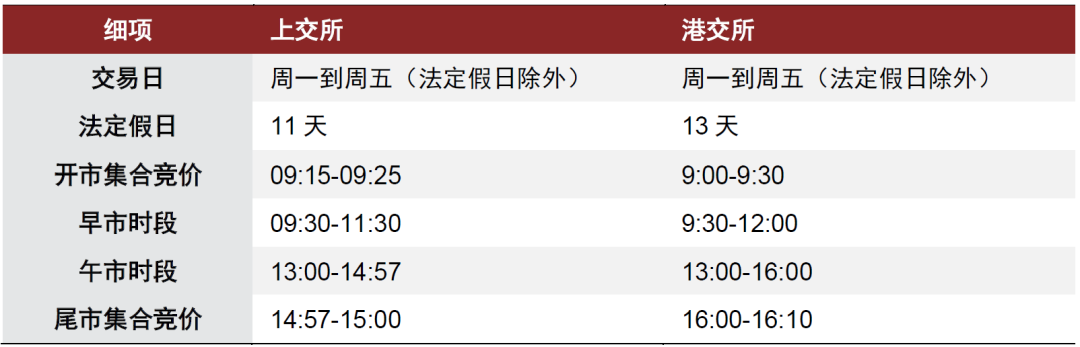 细项 上交所 港交所
交易日 周一到周五（法定假日除外） 周一到周五（法定假日除外）
法定假日 11 天 13 天
开市集合竞价 09:15-09:25 9:00-9:30
早市时段 09:30-11:30 9:30-12:00
午市时段 13:00-14:57 13:00-16:00
尾市集合竞价 14:57-15:00 16:00-16:10